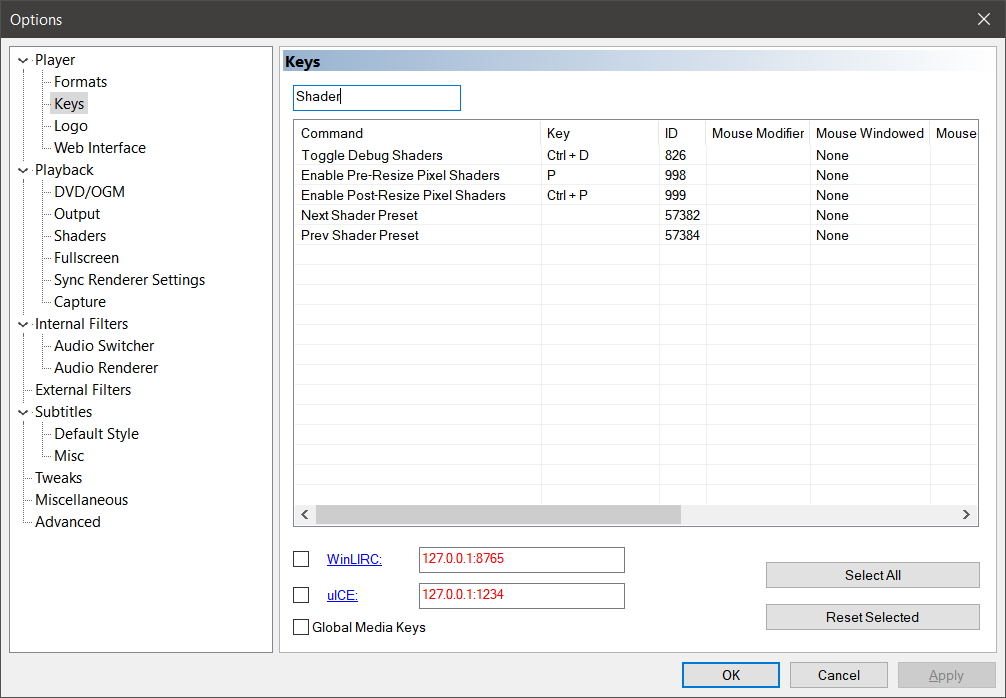 Options
Player
Formats
Keys
Logo
Web Interface
Playback
DVD/OGM
Output
Shaders
Fullscreen
Sync Renderer Settings
Capture
Internal Filters
Audio Switcher
Audio Renderer
External Filters
Subtitles
Default Style
Misc
Tweaks
Miscellaneous
Advanced
Keys
Shader
Command Key ID Mouse Modifier Mouse Windowed Mouse
Toggle Debug Shaders Ctrl + D 826 None
Enable Pre-Resize Pixel Shaders P 998 None
Enable Post-Resize Pixel Shaders Ctrl + P 999 None
Next Shader Preset 57382 None
Prev Shader Preset 57384 None
WinLIRC: 127.0.0.1:8765
uICE: 127.0.0.1:1234
Global Media Keys
Select All
Reset Selected
OK Cancel Apply